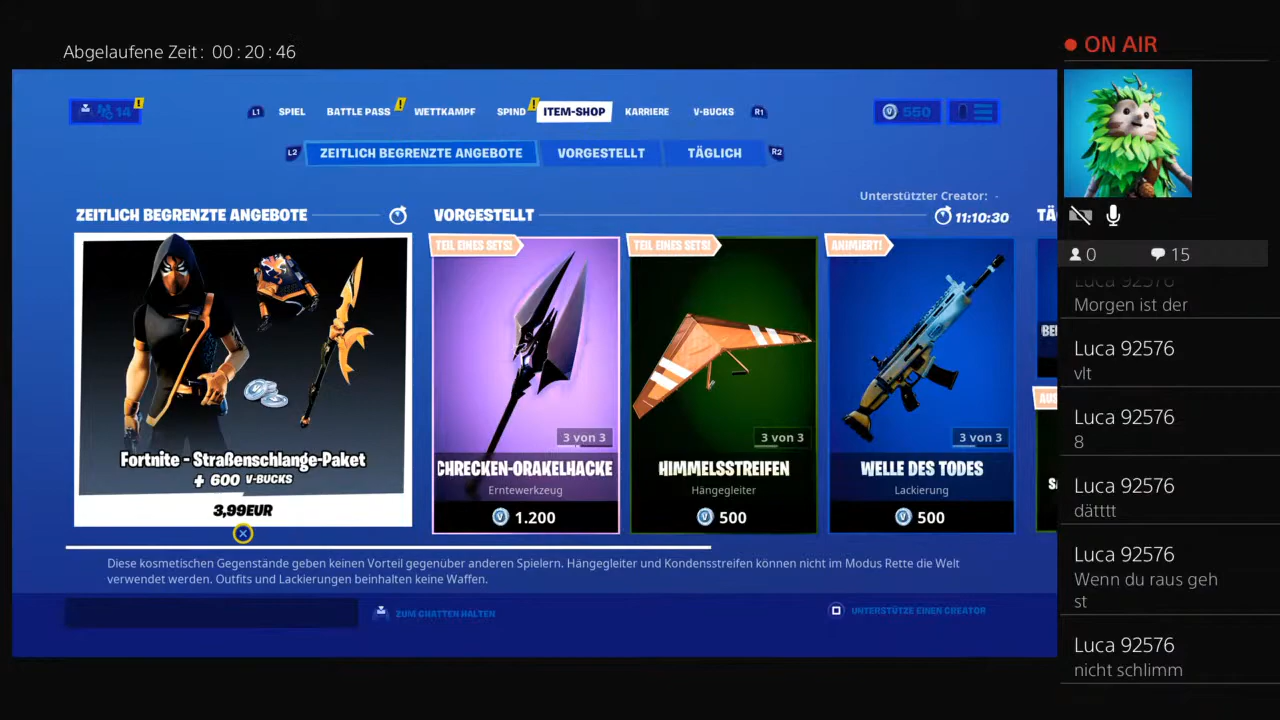 Abgelaufene Zeit: 00:20:46
ON AIR
14
L1 SPIEL BATTLE PASS WETTKAMPF SPIND ITEM-SHOP KARRIERE V-BUCKS R1
550
L2 ZEITLICH BEGRENZTE ANGEBOTE VORGESTELLT TÄGLICH R2
Unterstützter Creator: -
ZEITLICH BEGRENZTE ANGEBOTE
VORGESTELLT
11:10:30
TÄ
TEIL EINES SETS!
3 von 3
CHRECKEN-ORAKELHACKE
Erntewerkzeug
1.200
TEIL EINES SETS!
3 von 3
HIMMELSSTREIFEN
Hängegleiter
500
ANIMIERT!
3 von 3
WELLE DES TODES
Lackierung
500
Fortnite - Straßenschlange-Paket
+ 600 V-BUCKS
3,99EUR
Diese kosmetischen Gegenstände geben keinen Vorteil gegenüber anderen Spielern. Hängegleiter und Kondensstreifen können nicht im Modus Rette die Welt
verwendet werden. Outfits und Lackierungen beinhalten keine Waffen.
ZUM CHATTEN HALTEN
UNTERSTÜTZE EINEN CREATOR
0 15
Luca 92576
Morgen ist der
Luca 92576
vlt
Luca 92576
8
Luca 92576
dätttt
Luca 92576
Wenn du raus geh
st
Luca 92576
nicht schlimm